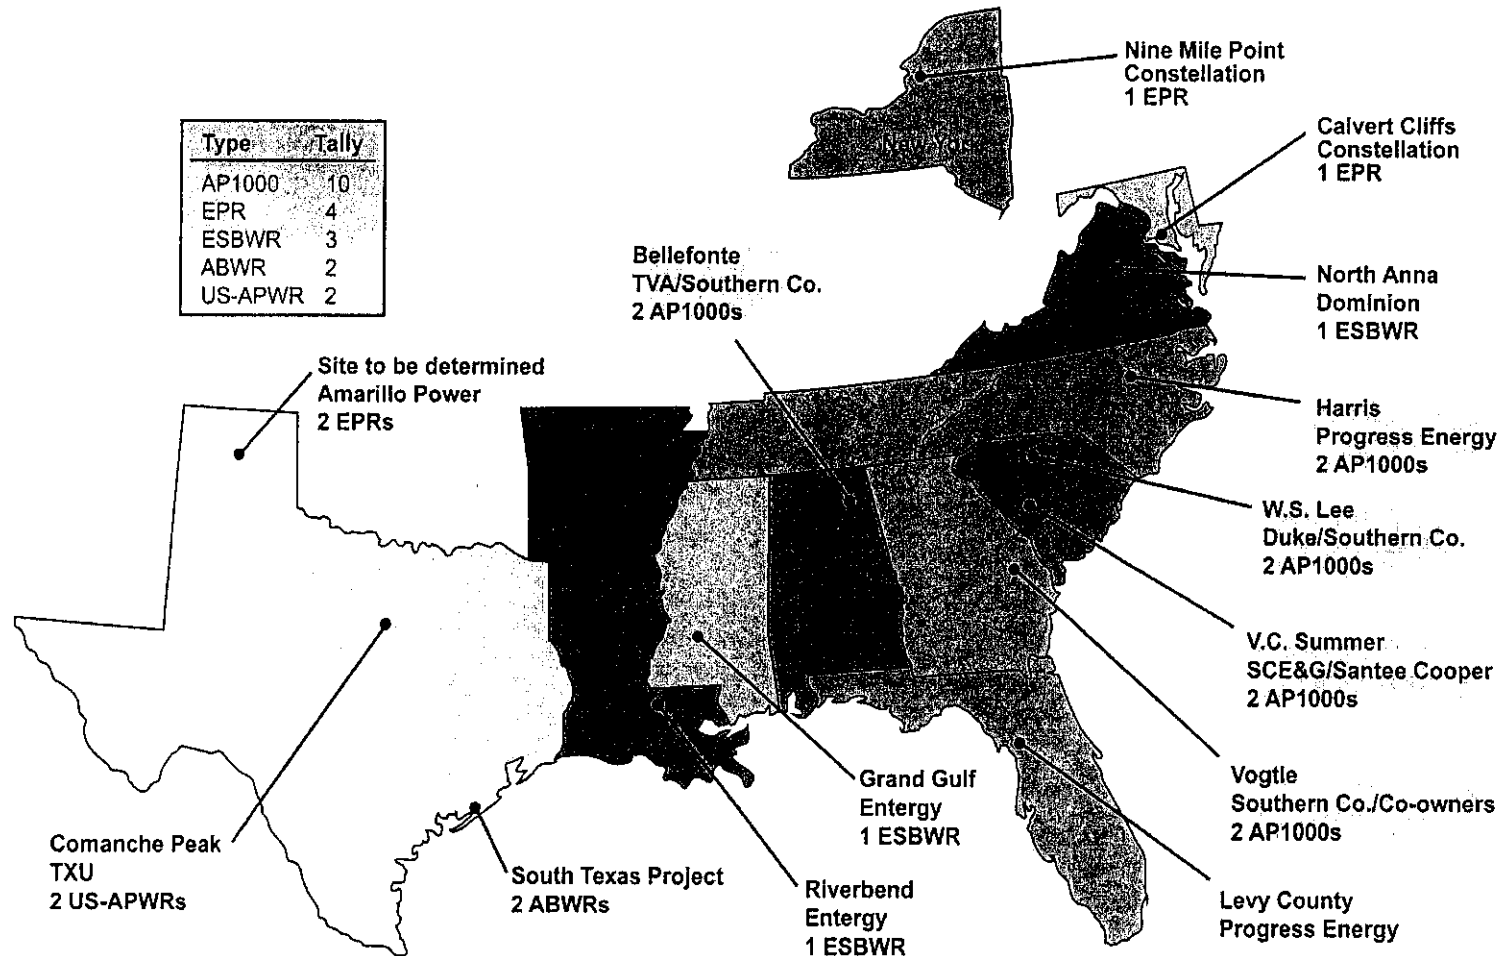 Nine Mile Point
Constellation
1 EPR
Calvert Cliffs
Constellation
1 EPR
New York
Type Tally
AP1000 10
EPR 4
ESBWR 3
ABWR 2
US-APWR 2
Bellefonte
TVA/Southern Co.
2 AP1000s
North Anna
Dominion
1 ESBWR
Site to be determined
Amarillo Power
2 EPRs
Harris
Progress Energy
2 AP1000s
W.S. Lee
Duke/Southern Co.
2 AP1000s
V.C. Summer
SCE&G/Santee Cooper
2 AP1000s
Vogtle
Southern Co./Co-owners
2 AP1000s
Grand Gulf
Entergy
1 ESBWR
Comanche Peak
TXU
2 US-APWRs
South Texas Project
2 ABWRs
Riverbend
Entergy
1 ESBWR
Levy County
Progress Energy